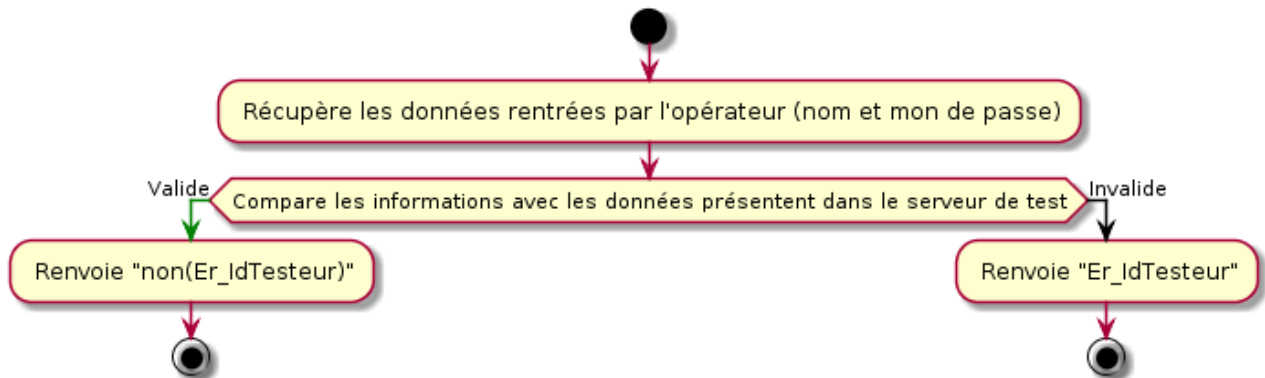 Récupère les données rentrées par l'opérateur (nom et mon de passe)
Valide
Compare les informations avec les données présentent dans le serveur de test
Invalide
Renvoie "non(Er_IdTesteur)"
Renvoie "Er_IdTesteur"